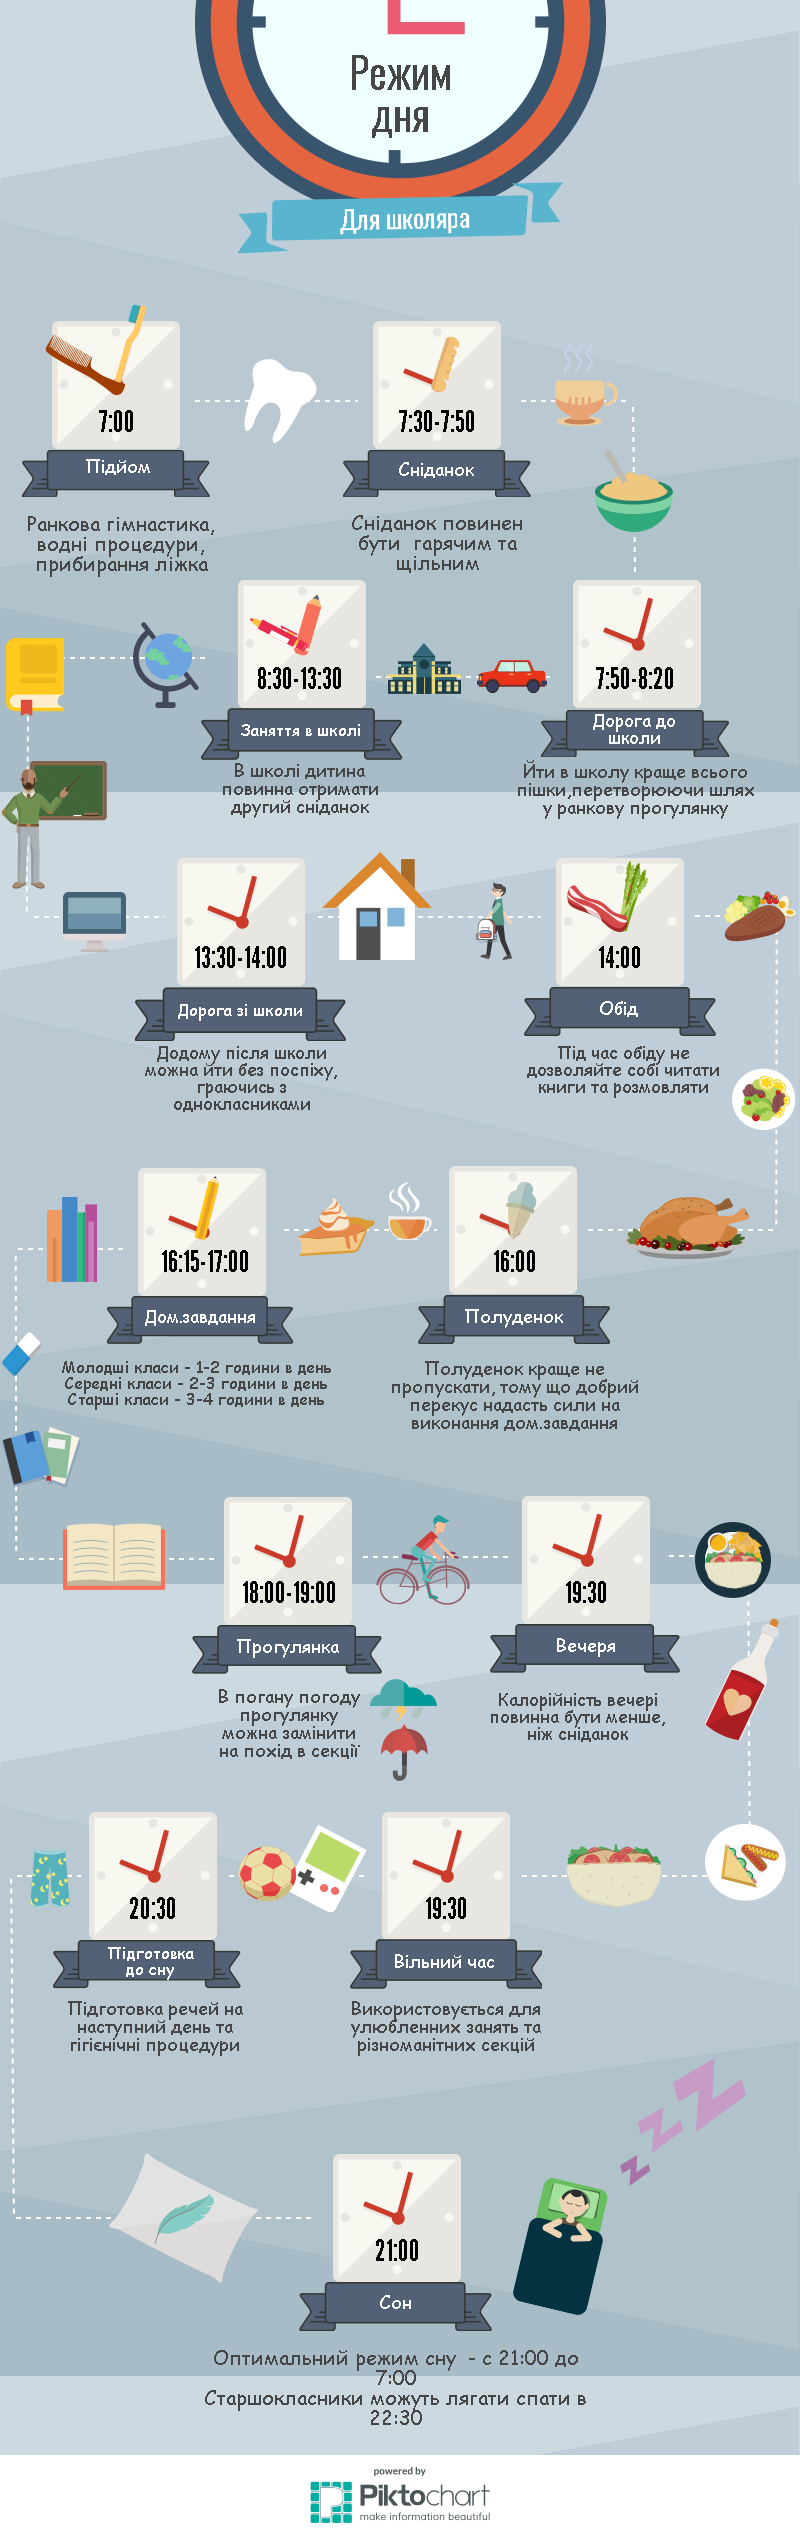 Режим
дня
Для школяра
7:00
Підйом
Ранкова гімнастика,
водні процедури,
прибирання ліжка
7:30-7:50
Сніданок
Сніданок повинен
бути гарячим та
щільним
7:50-8:20
Дорога до
школи
Йти в школу краще всього
пішки,перетворюючи шлях
у ранкову прогулянку
8:30-13:30
Заняття в школі
В школі дитина
повинна отримати
другий сніданок
13:30-14:00
Дорога зі школи
Додому після школи
можна йти без поспіху,
граючись з
однокласниками
14:00
Обід
Під час обіду не
дозволяйте собі читати
книги та розмовляти
16:00
Полуденок
Полуденок краще не
пропускати, тому що добрий
перекус надасть сили на
виконання дом.завдання
16:15-17:00
Дом.завдання
Молодші класи - 1-2 години в день
Середні класи - 2-3 години в день
Старші класи - 3-4 години в день
18:00-19:00
Прогулянка
В погану погоду
прогулянку
можна замінити
на похід в секції
19:30
Вечеря
Калорійність вечері
повинна бути менше,
ніж сніданок
19:30
Вільний час
Використовується для
улюбленних занять та
різноманітних секцій
20:30
Підготовка
до сну
Підготовка речей на
наступний день та
гігієнічні процедури
21:00
Сон
Оптимальний режим сну - с 21:00 до
7:00
Старшокласники можуть лягати спати в
22:30
powered by
Piktochart
make information beautiful